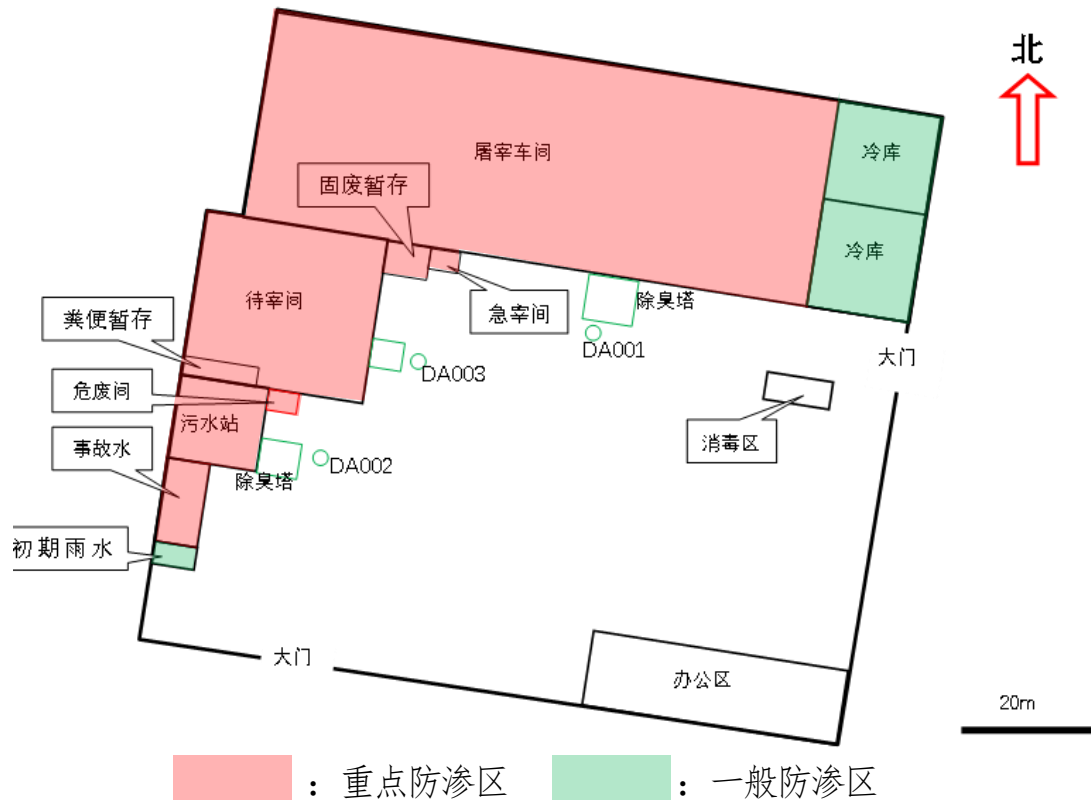 北
屠宰车间
冷库
固废暂存
冷库
待宰间
除臭塔
急宰间
粪便暂存
DA001
大门
DA003
危废间
污水站
消毒区
事故水
DA002
除臭塔
初期雨水
大门
办公区
20m
：重点防渗区
：一般防渗区